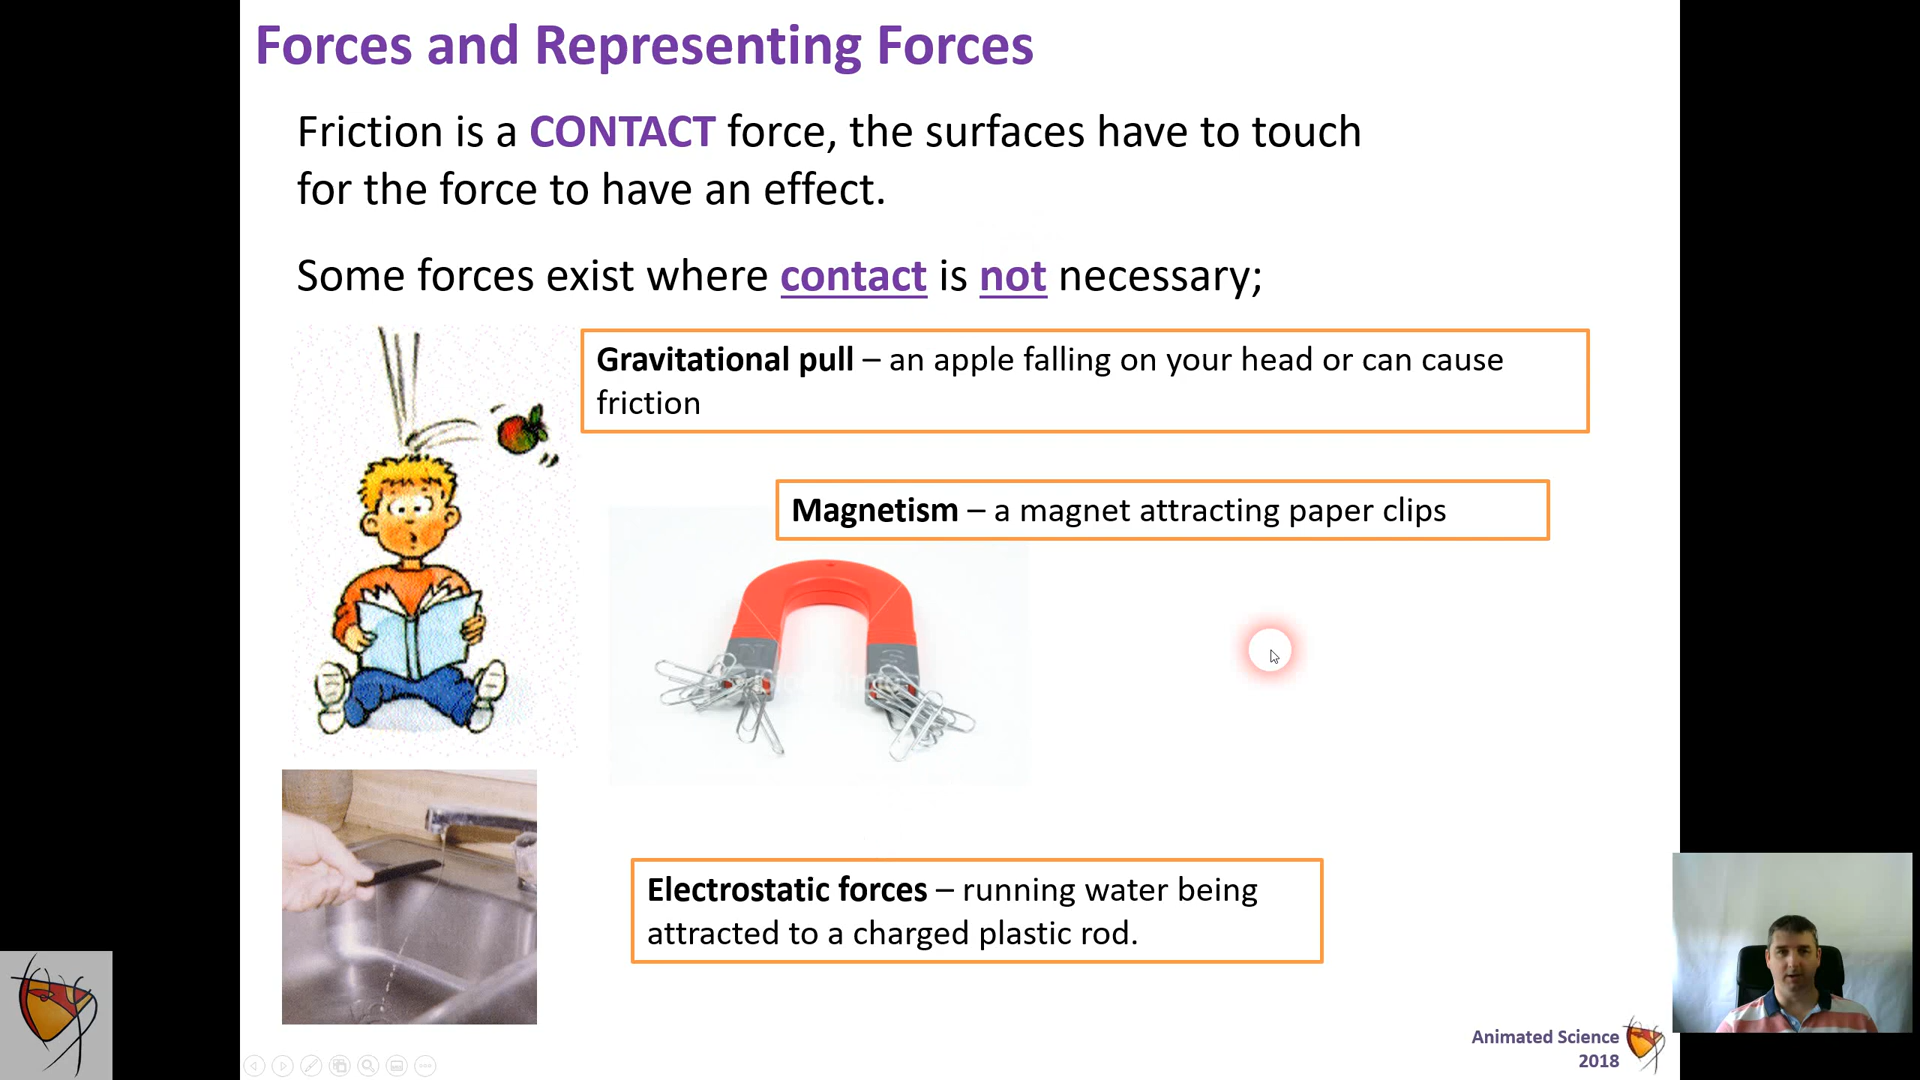 Forces and Representing Forces
Friction is a CONTACT force, the surfaces have to touch
for the force to have an effect.
Some forces exist where contact is not necessary;
Gravitational pull – an apple falling on your head or can cause
friction
Magnetism – a magnet attracting paper clips
Electrostatic forces – running water being
attracted to a charged plastic rod.
Animated Science
2018